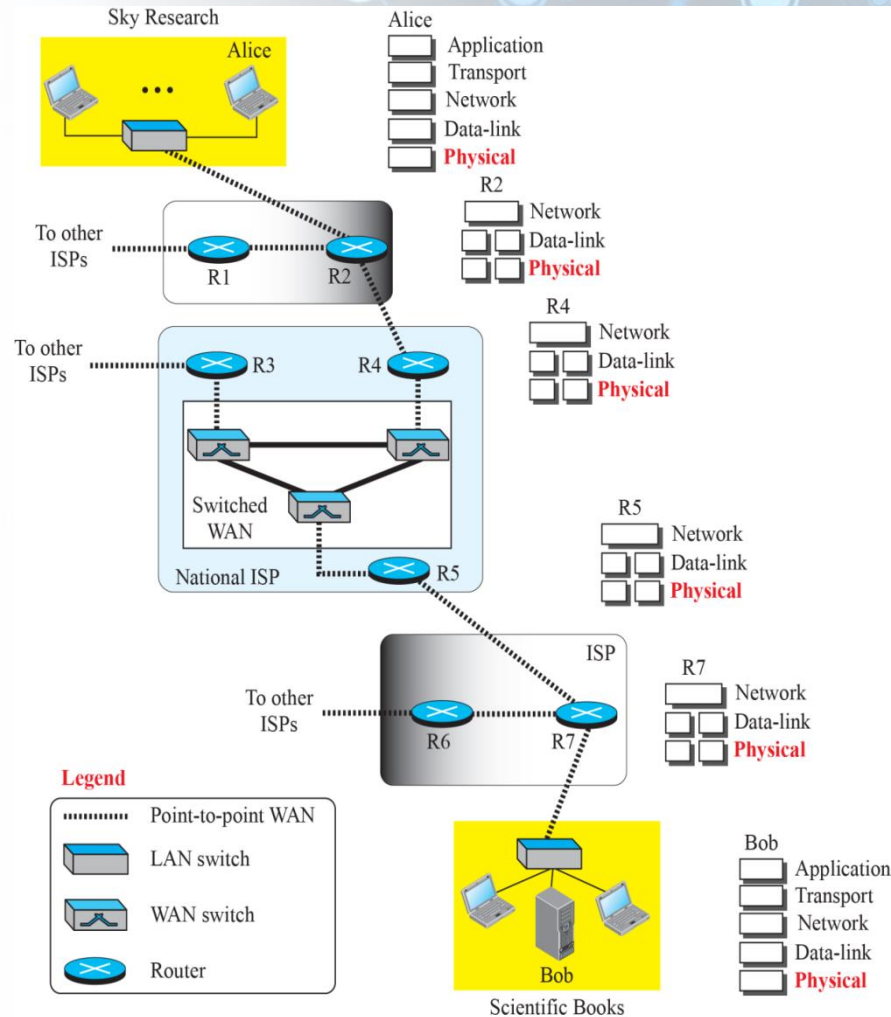 Sky Research
Alice
Alice
Application
Transport
Network
Data-link
Physical
R2
Network
Data-link
Physical
To other
ISPs
R1
R2
R4
Network
Data-link
Physical
To other
ISPs
R3
R4
Switched
WAN
National ISP
R5
R5
Network
Data-link
Physical
ISP
To other
ISPs
R6
R7
R7
Network
Data-link
Physical
Legend
Point-to-point WAN
LAN switch
WAN switch
Router
Bob
Scientific Books
Bob
Application
Transport
Network
Data-link
Physical